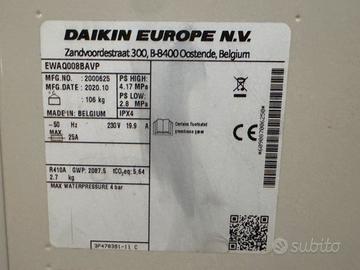 DAIKIN EUROPE N.V.
Zandvoordestraat 300, B-8400 Oostende, Belgium
EWAQ008BAVP
MFG.NO. : 2000625
PS HIGH:
MFG.DATE : 2020.10
4.17 MPa
: 106 kg
PS LOW:
2.8 MPa
MADE IN: BELGIUM
IPX4
~ 50 Hz 230 V 19.9 A
MAX 25A
Contains fluorinated greenhouse gases
R410A GWP: 2087,5 tCO2eq: 5,64
2.7 kg
MAX WATERPRESSURE 4 bar
3P470391-11 C
subito